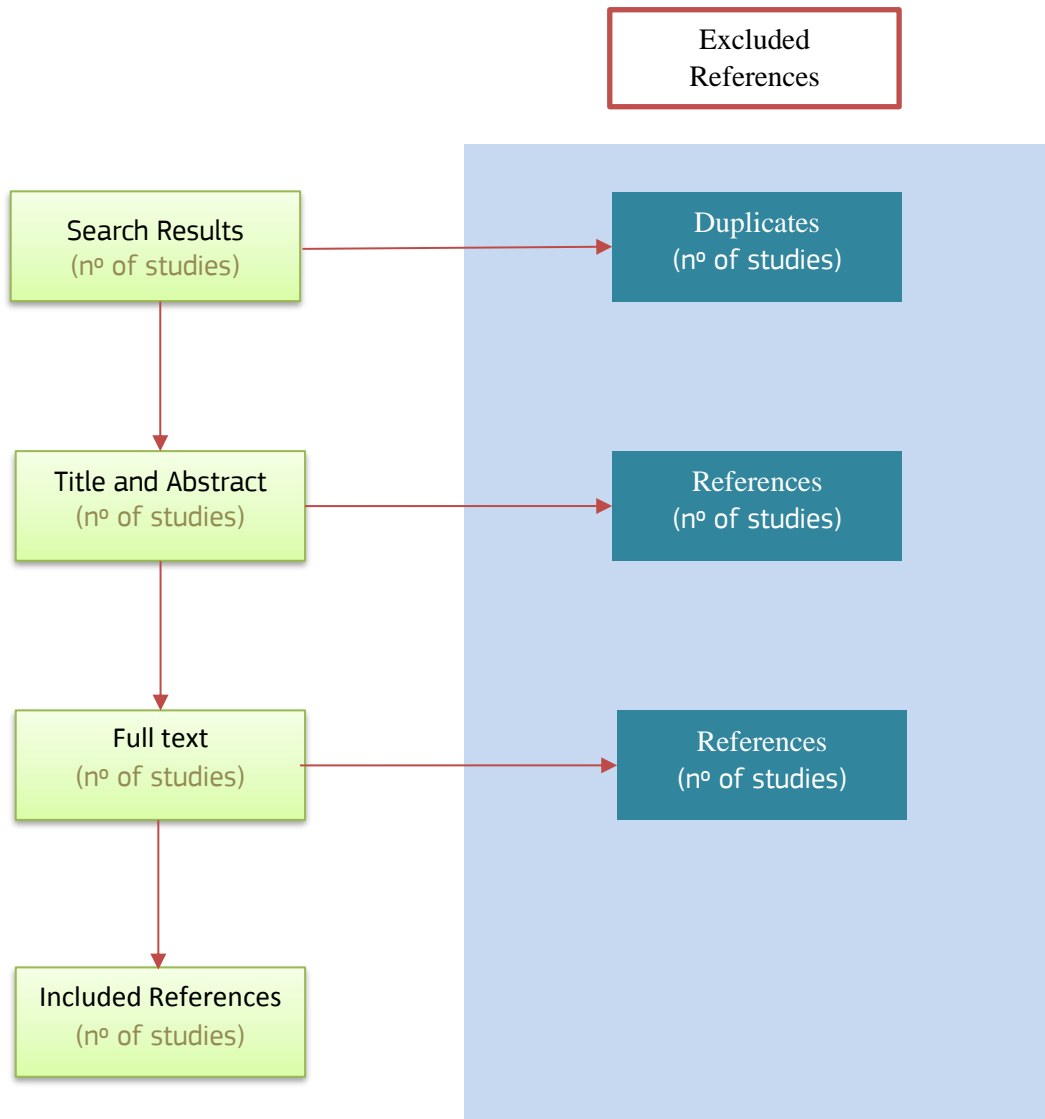 Excluded
References
Search Results
(nº of studies)
Duplicates
(nº of studies)
Title and Abstract
(nº of studies)
References
(nº of studies)
Full text
(nº of studies)
References
(nº of studies)
Included References
(nº of studies)